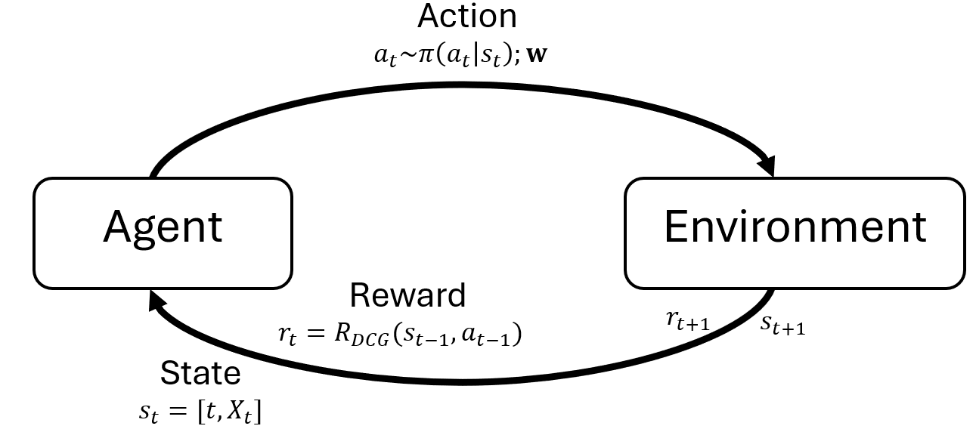 Action
a_t~π(a_t|s_t); w
Agent
Environment
Reward
r_t = R_DCG(s_{t−1}, a_{t−1})
r_{t+1}
s_{t+1}
State
s_t = [t, X_t]